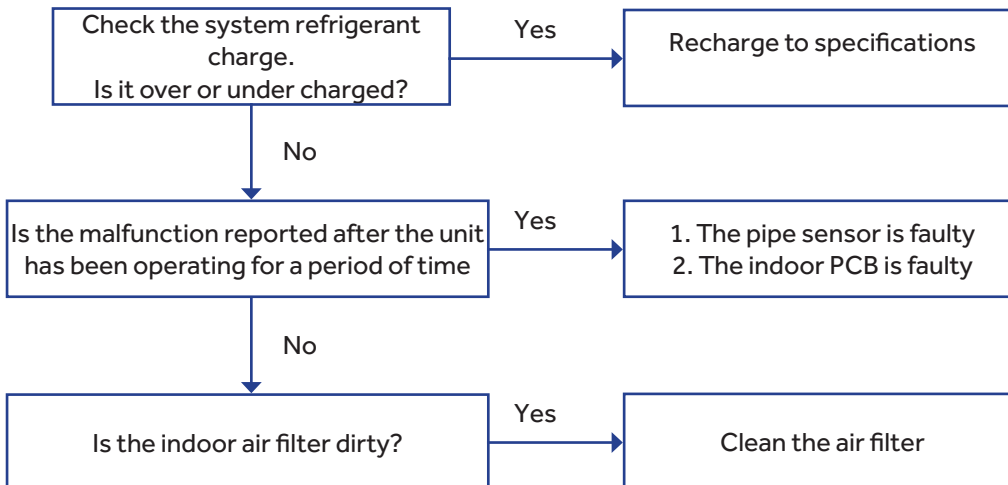 Check the system refrigerant
charge.
Is it over or under charged?
Yes
Recharge to specifications
No
Is the malfunction reported after the unit
has been operating for a period of time
Yes
1. The pipe sensor is faulty
2. The indoor PCB is faulty
No
Is the indoor air filter dirty?
Yes
Clean the air filter